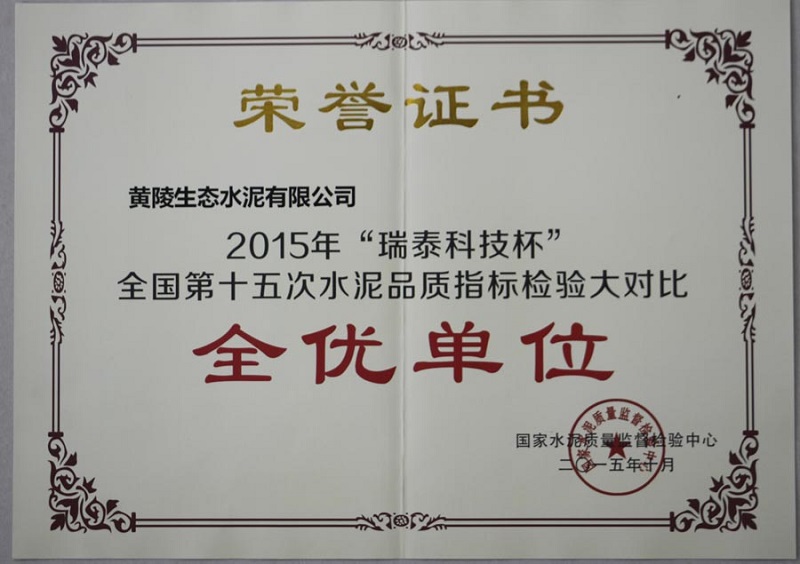 荣誉证书
黄陵生态水泥有限公司
2015年“瑞泰科技杯”
全国第十五次水泥品质指标检验大对比
全优单位
国家水泥质量监督检验中心
二〇一五年十月